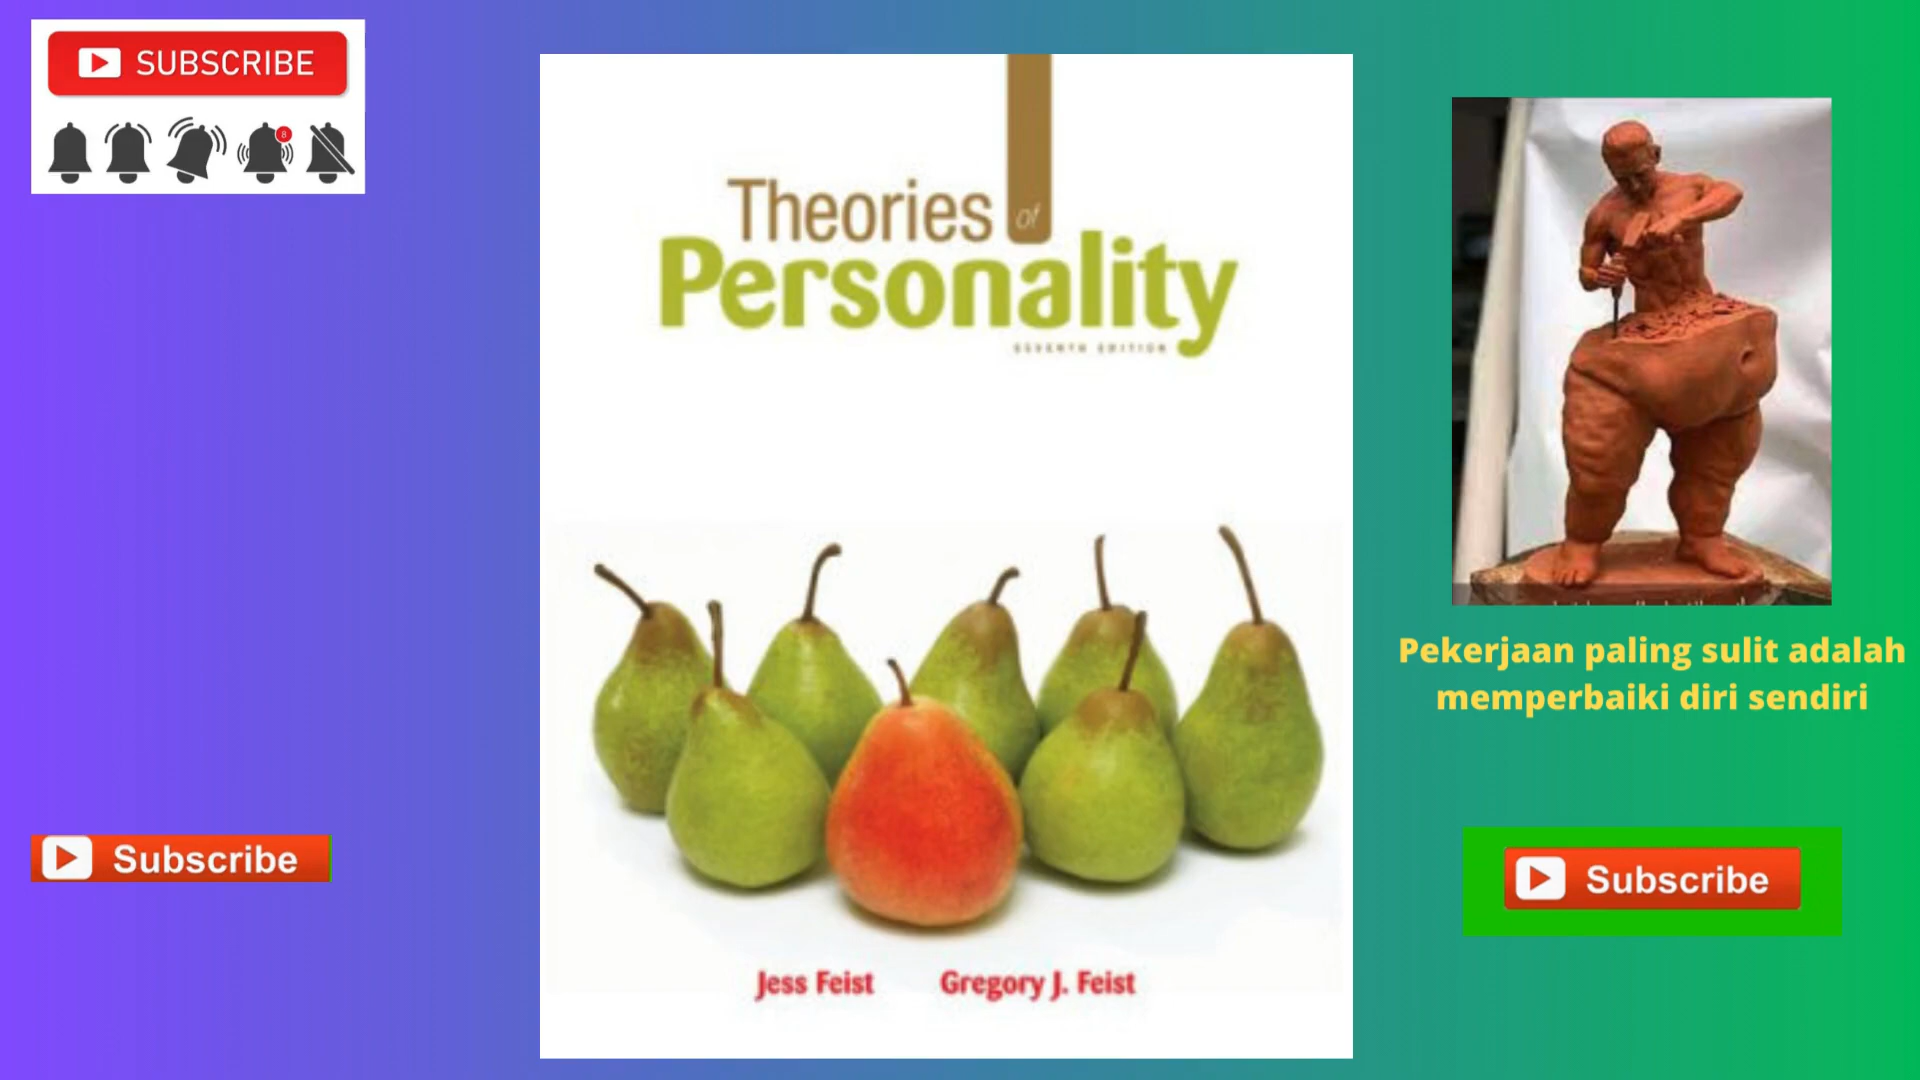 SUBSCRIBE
8
Theories of
Personality
SEVENTH EDITION
Jess Feist Gregory J. Feist
Pekerjaan paling sulit adalah
memperbaiki diri sendiri
Subscribe
Subscribe